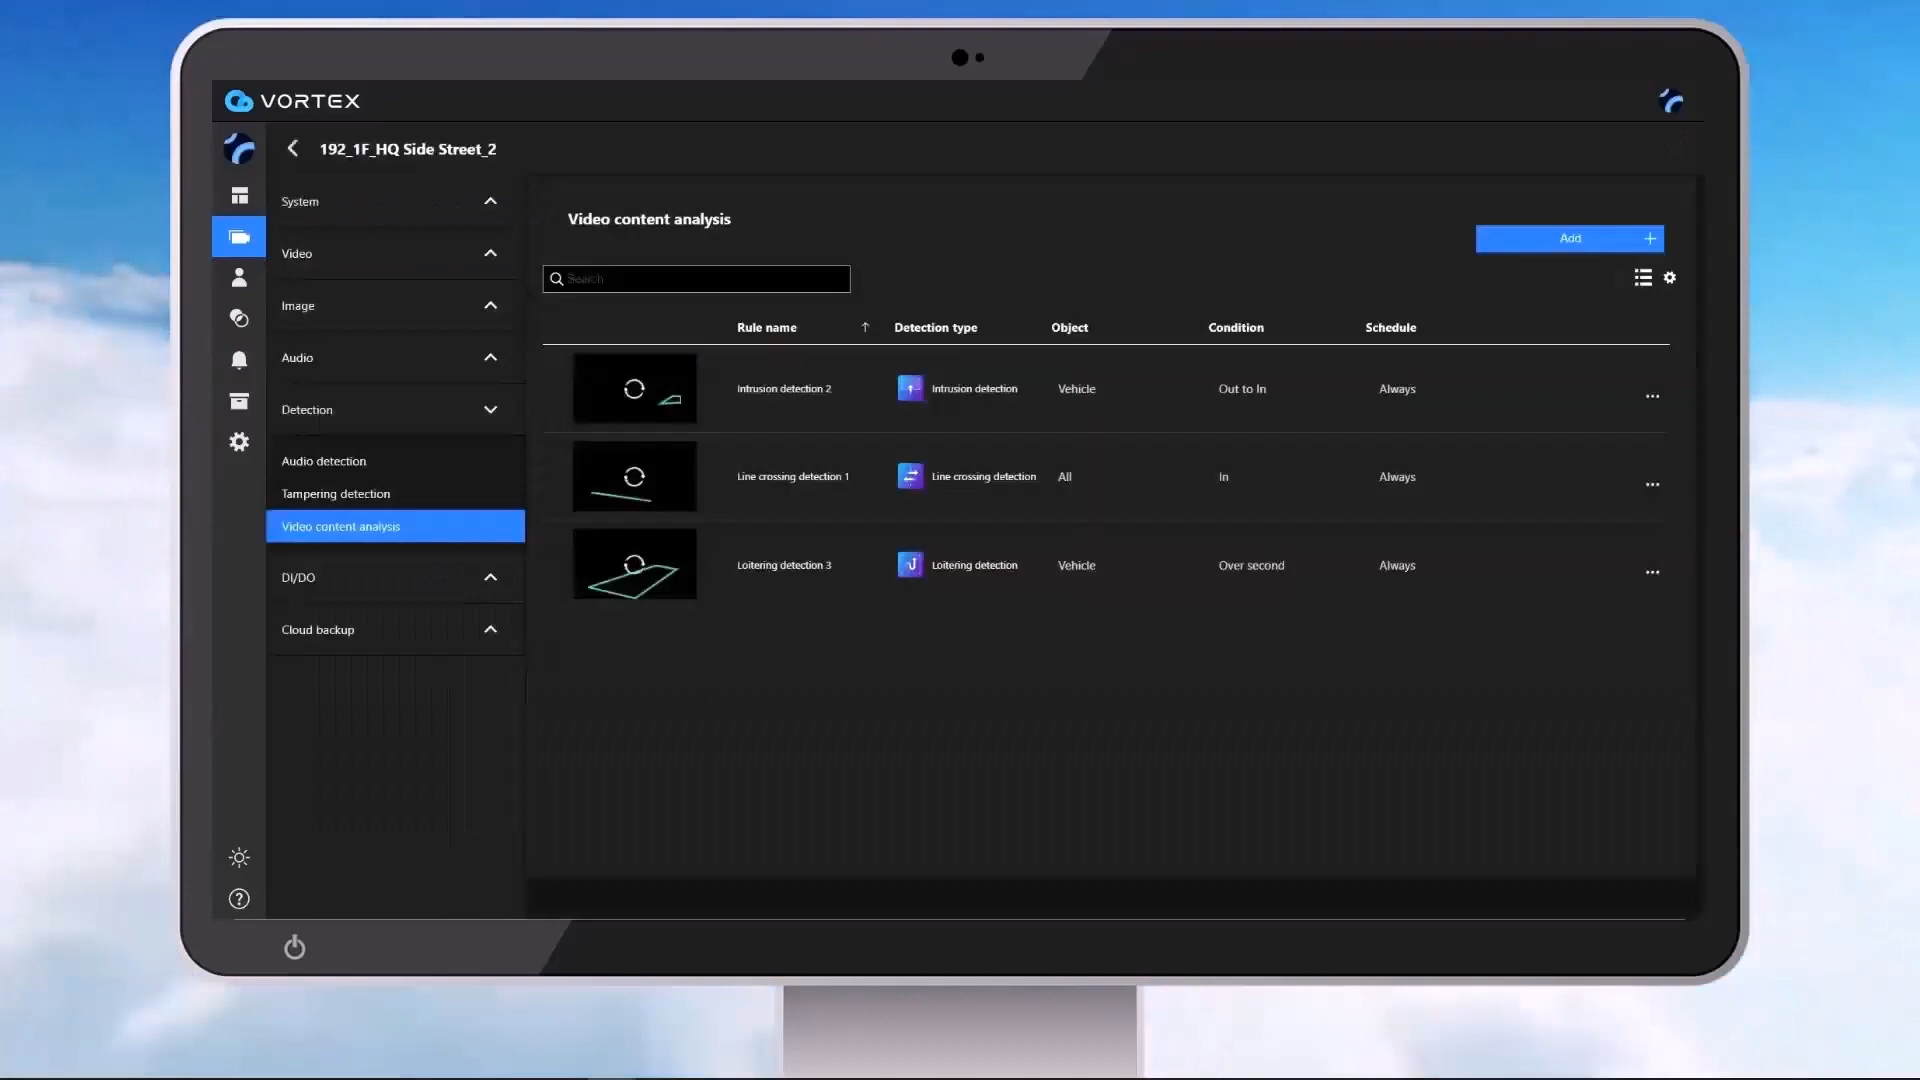 VORTEX
192_1F_HQ Side Street_2
System
Video
Image
Audio
Detection
Audio detection
Tampering detection
Video content analysis
DI/DO
Cloud backup
Video content analysis
Add +
Search
Rule name Detection type Object Condition Schedule
Intrusion detection 2 Intrusion detection Vehicle Out to In Always ...
Line crossing detection 1 Line crossing detection All In Always ...
Loitering detection 3 Loitering detection Vehicle Over second Always ...